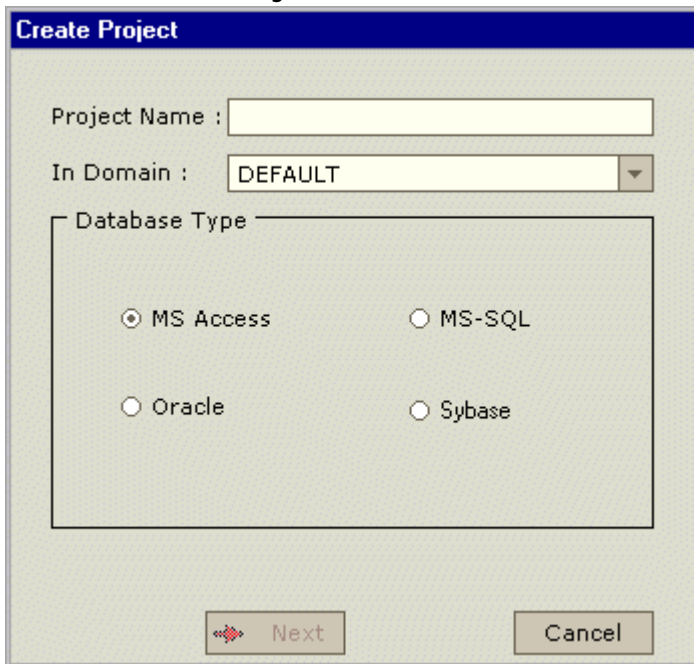 Create Project
Project Name :
In Domain : DEFAULT
Database Type
MS Access MS-SQL
Oracle Sybase
Next Cancel